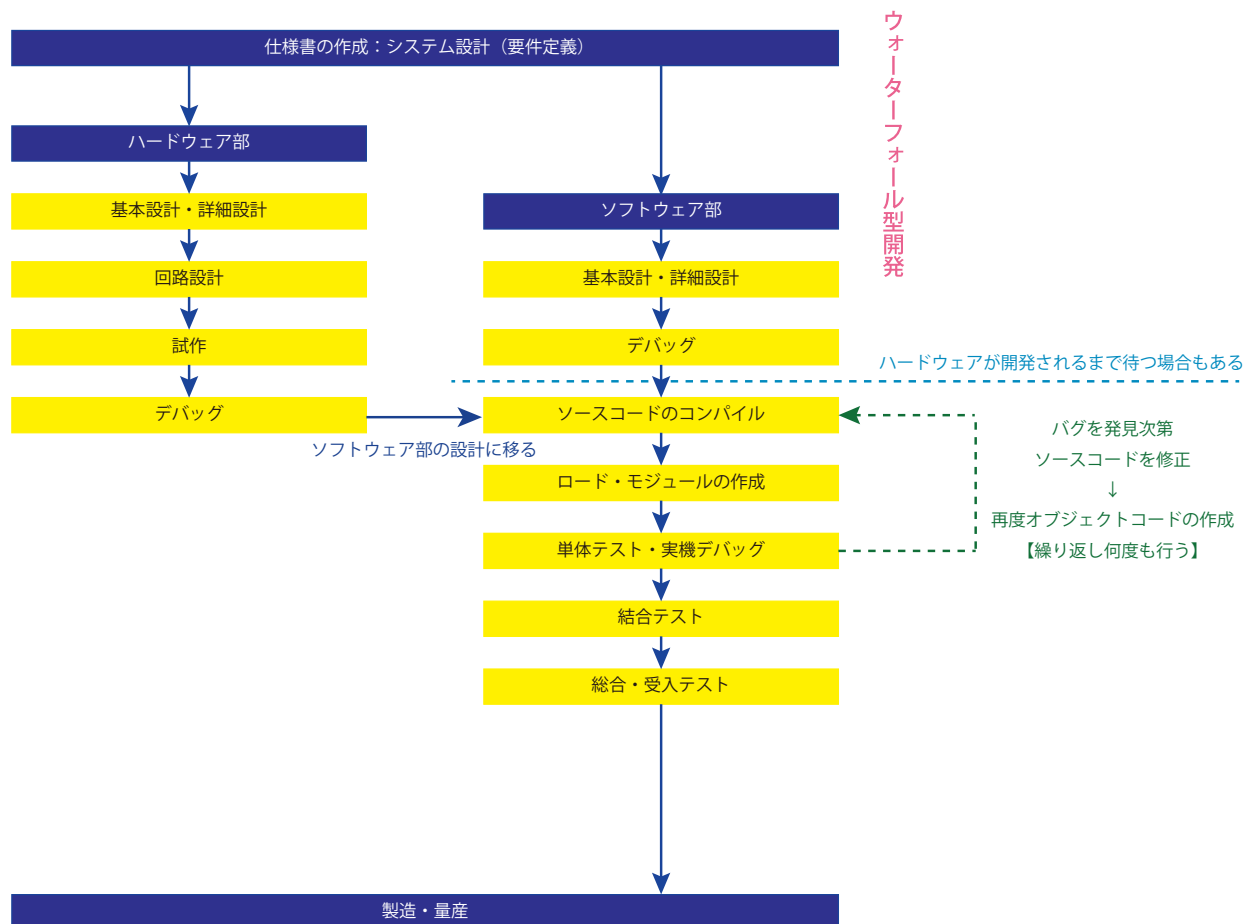 仕様書の作成：システム設計（要件定義）
ウォーターフォール型開発
ハードウェア部
基本設計・詳細設計
回路設計
試作
デバッグ
ソフトウェア部の設計に移る
ソフトウェア部
基本設計・詳細設計
デバッグ
ハードウェアが開発されるまで待つ場合もある
ソースコードのコンパイル
ロード・モジュールの作成
単体テスト・実機デバッグ
結合テスト
総合・受入テスト
バグを発見次第
ソースコードを修正
↓
再度オブジェクトコードの作成
【繰り返し何度も行う】
製造・量産